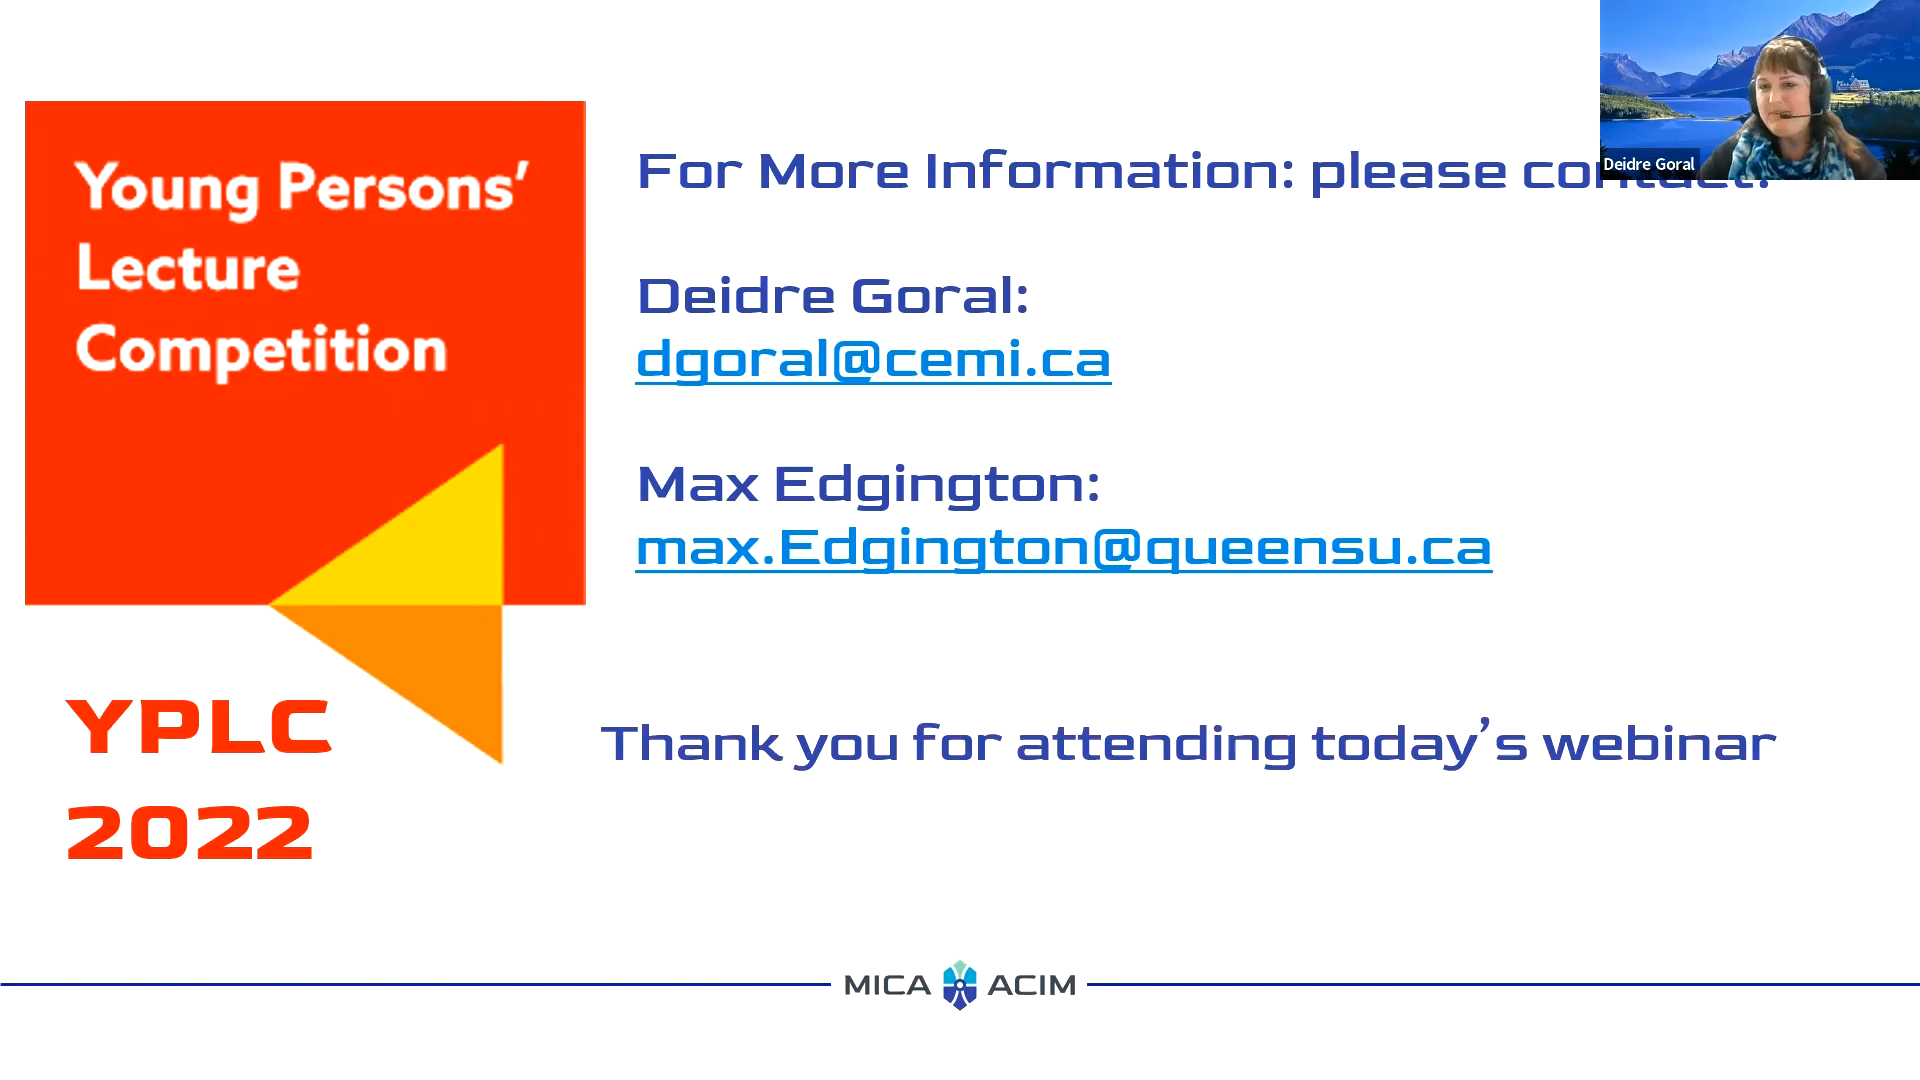 Young Persons’
Lecture
Competition
YPLC
2022
For More Information: please contact:
Deidre Goral:
dgoral@cemi.ca
Max Edgington:
max.Edgington@queensu.ca
Thank you for attending today’s webinar
Deidre Goral
MICA ACIM